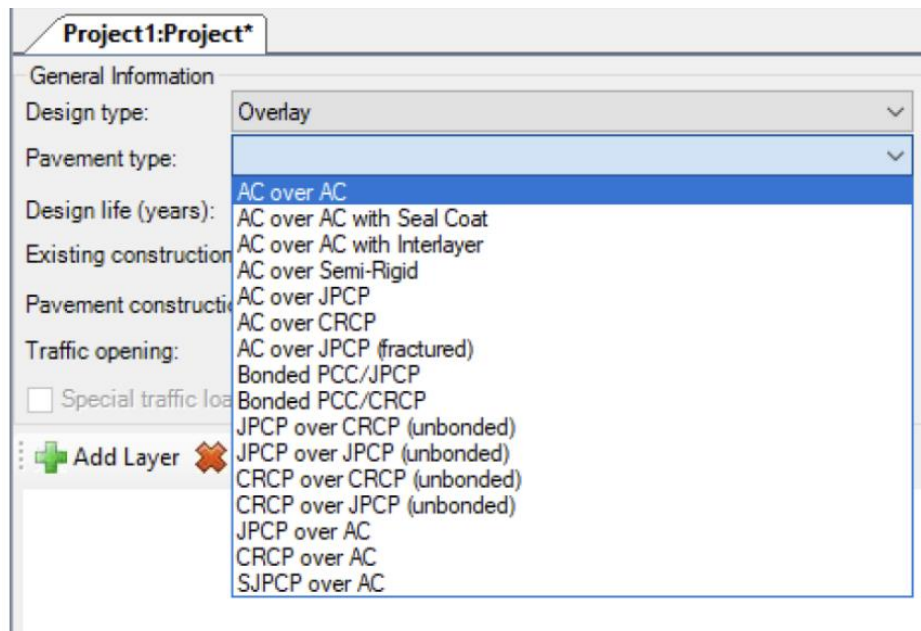 Project1:Project*
General Information
Design type: Overlay
Pavement type:
AC over AC
Design life (years):
AC over AC with Seal Coat
AC over AC with Interlayer
Existing construction
AC over Semi-Rigid
AC over JPCP
Pavement constructi
AC over CRCP
AC over JPCP (fractured)
Traffic opening:
Bonded PCC/JPCP
Bonded PCC/CRCP
Special traffic loa
JPCP over CRCP (unbonded)
JPCP over JPCP (unbonded)
Add Layer
CRCP over CRCP (unbonded)
CRCP over JPCP (unbonded)
JPCP over AC
CRCP over AC
SJPCP over AC